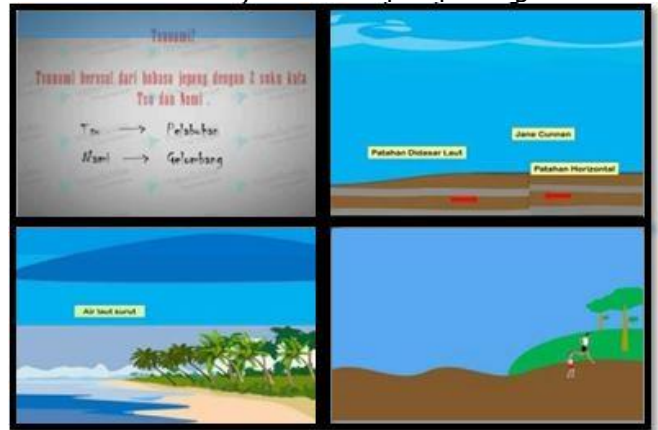 Tsunami?
Tsunami berasal dari bahasa jepang dengan 2 suku kata
Tsu dan Nami .
Tsu → Pelabuhan
Nami → Gelombang
Jane Cunnen
Patahan Didasar Laut
Patahan Horizontal
Air laut surut